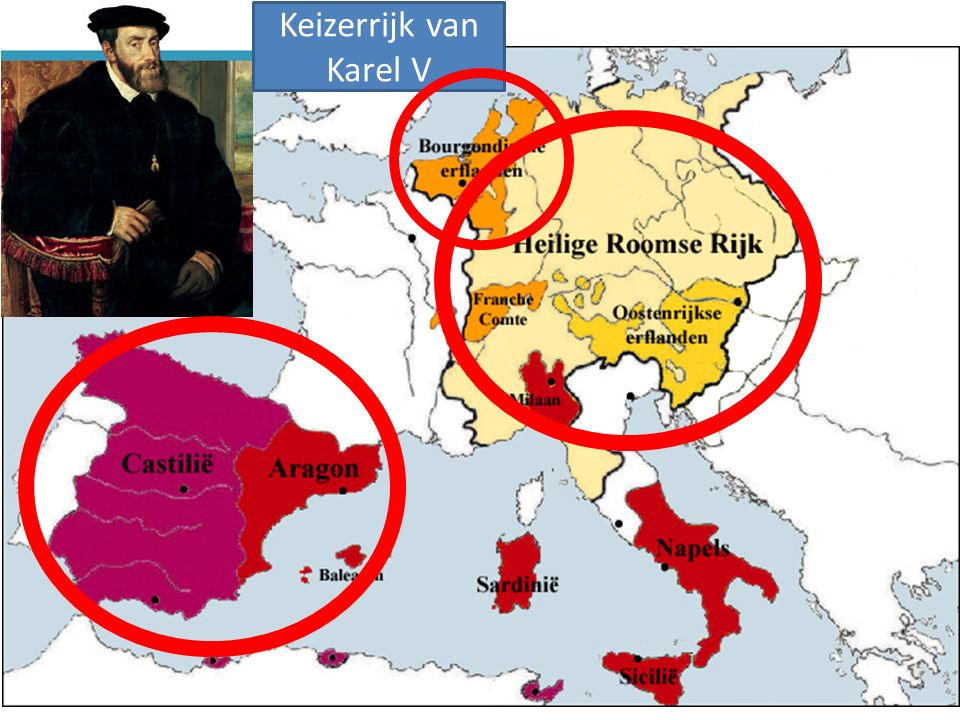 Keizerrijk van
Karel V
Bourgondische
erflanden
Heilige Roomse Rijk
Franche
Comte
Oostenrijkse
erflanden
Milaan
Castilië
Aragon
Napels
Balearen
Sardinië
Sicilië